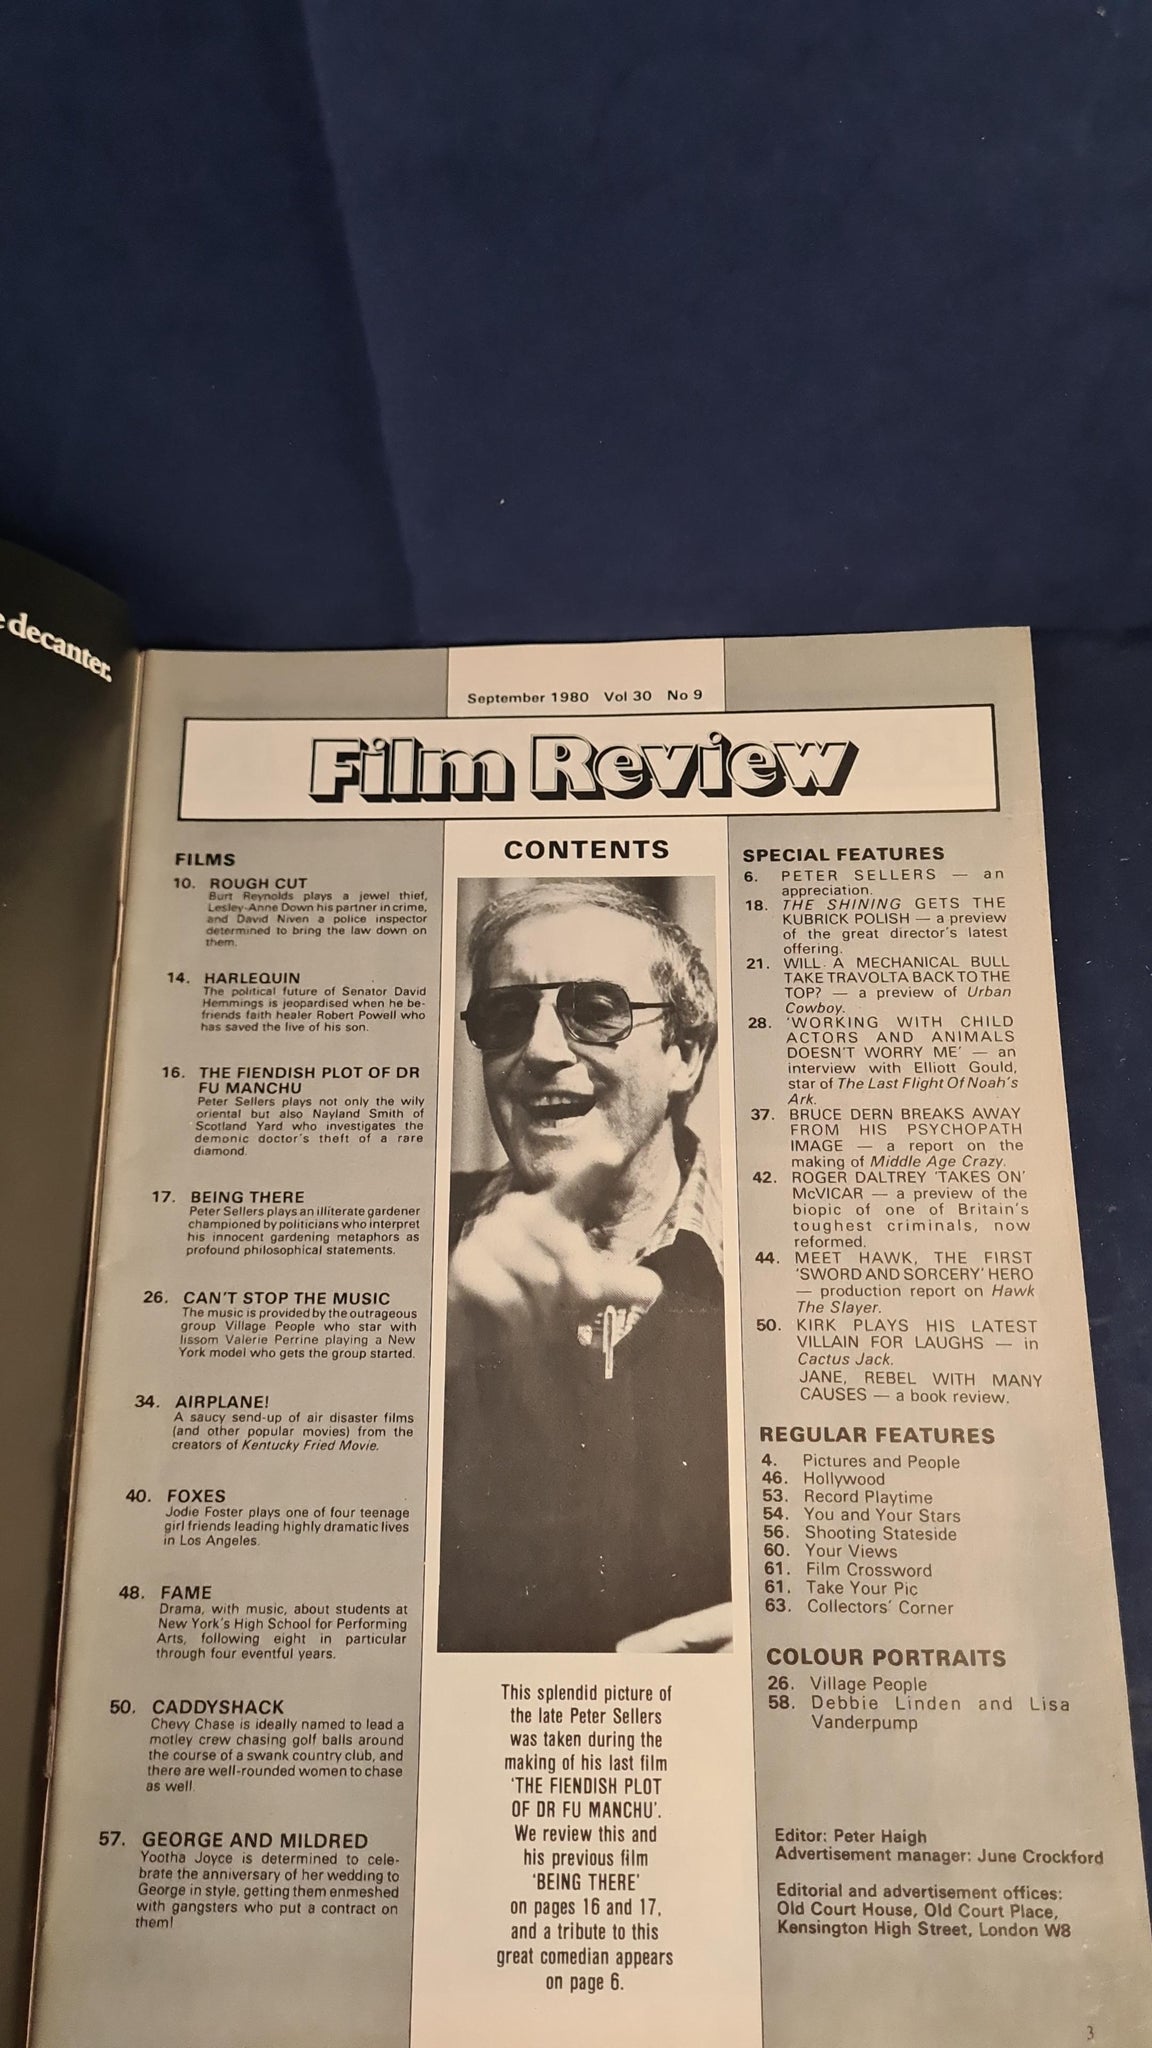 decanter.
September 1980 Vol 30 No 9
Film Review
CONTENTS
FILMS
10. ROUGH CUT
Burt Reynolds plays a jewel thief,
Lesley-Anne Down his partner in crime,
and David Niven a police inspector
determined to bring the law down on
them.
14. HARLEQUIN
The political future of Senator David
Hemmings is jeopardised when he be-
friends faith healer Robert Powell who
has saved the live of his son.
16. THE FIENDISH PLOT OF DR
FU MANCHU
Peter Sellers plays not only the wily
oriental but also Nayland Smith of
Scotland Yard who investigates the
demonic doctor's theft of a rare
diamond.
17. BEING THERE
Peter Sellers plays an illiterate gardener
championed by politicians who interpret
his innocent gardening metaphors as
profound philosophical statements.
26. CAN'T STOP THE MUSIC
The music is provided by the outrageous
group Village People who star with
lissom Valerie Perrine playing a New
York model who gets the group started.
34. AIRPLANE!
A saucy send-up of air disaster films
(and other popular movies) from the
creators of Kentucky Fried Movie.
40. FOXES
Jodie Foster plays one of four teenage
girl friends leading highly dramatic lives
in Los Angeles.
48. FAME
Drama, with music, about students at
New York's High School for Performing
Arts, following eight in particular
through four eventful years.
50. CADDYSHACK
Chevy Chase is ideally named to lead a
motley crew chasing golf balls around
the course of a swank country club, and
there are well-rounded women to chase
as well.
57. GEORGE AND MILDRED
Yootha Joyce is determined to cele-
brate the anniversary of her wedding to
George in style, getting them enmeshed
with gangsters who put a contract on
them!
This splendid picture of
the late Peter Sellers
was taken during the
making of his last film
'THE FIENDISH PLOT
OF DR FU MANCHU'.
We review this and
his previous film
'BEING THERE'
on pages 16 and 17,
and a tribute to this
great comedian appears
on page 6.
SPECIAL FEATURES
6. PETER SELLERS — an
appreciation.
18. THE SHINING GETS THE
KUBRICK POLISH — a preview
of the great director's latest
offering.
21. WILL A MECHANICAL BULL
TAKE TRAVOLTA BACK TO THE
TOP? — a preview of Urban
Cowboy.
28. 'WORKING WITH CHILD
ACTORS AND ANIMALS
DOESN'T WORRY ME' — an
interview with Elliott Gould,
star of The Last Flight Of Noah's
Ark.
37. BRUCE DERN BREAKS AWAY
FROM HIS PSYCHOPATH
IMAGE — a report on the
making of Middle Age Crazy.
42. ROGER DALTREY 'TAKES ON'
McVICAR — a preview of the
biopic of one of Britain's
toughest criminals, now
reformed.
44. MEET HAWK, THE FIRST
'SWORD AND SORCERY' HERO
— production report on Hawk
The Slayer.
50. KIRK PLAYS HIS LATEST
VILLAIN FOR LAUGHS — in
Cactus Jack.
JANE, REBEL WITH MANY
CAUSES — a book review.
REGULAR FEATURES
4. Pictures and People
46. Hollywood
53. Record Playtime
54. You and Your Stars
56. Shooting Stateside
60. Your Views
61. Film Crossword
61. Take Your Pic
63. Collectors' Corner
COLOUR PORTRAITS
26. Village People
58. Debbie Linden and Lisa
Vanderpump
Editor: Peter Haigh
Advertisement manager: June Crockford
Editorial and advertisement offices:
Old Court House, Old Court Place,
Kensington High Street, London W8
3